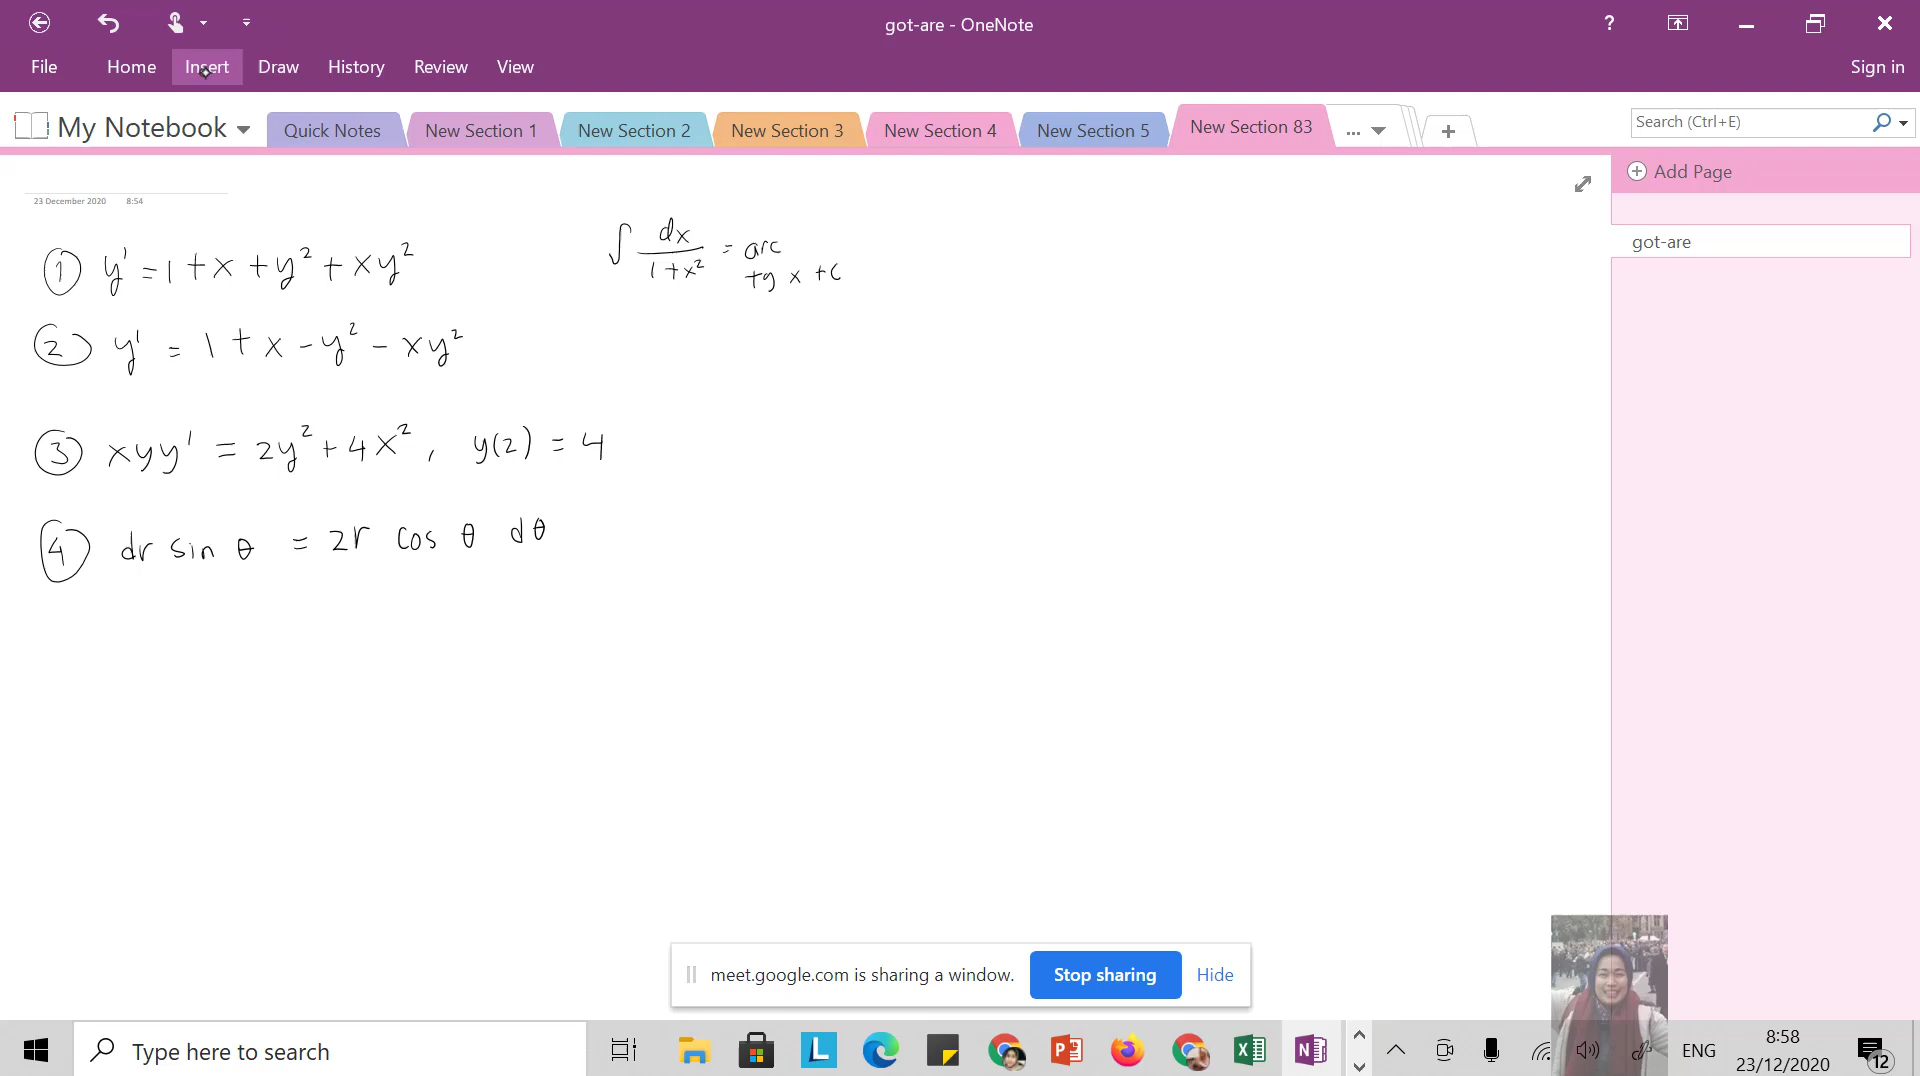 got-are - OneNote
?
File Home Insert Draw History Review View
Sign in
My Notebook
Quick Notes
New Section 1
New Section 2
New Section 3
New Section 4
New Section 5
New Section 83
...
+
Search (Ctrl+E)
Add Page
got-are
23 December 2020 8:54
① y' = 1 + x + y² + xy²
∫ dx / 1 + x² = arc
tg x + c
② y' = 1 + x - y² - xy²
③ xyy' = 2y² + 4x², y(2) = 4
④ dr sin θ = 2r cos θ dθ
meet.google.com is sharing a window.
Stop sharing
Hide
Type here to search
L
ENG
8:58
23/12/2020
12